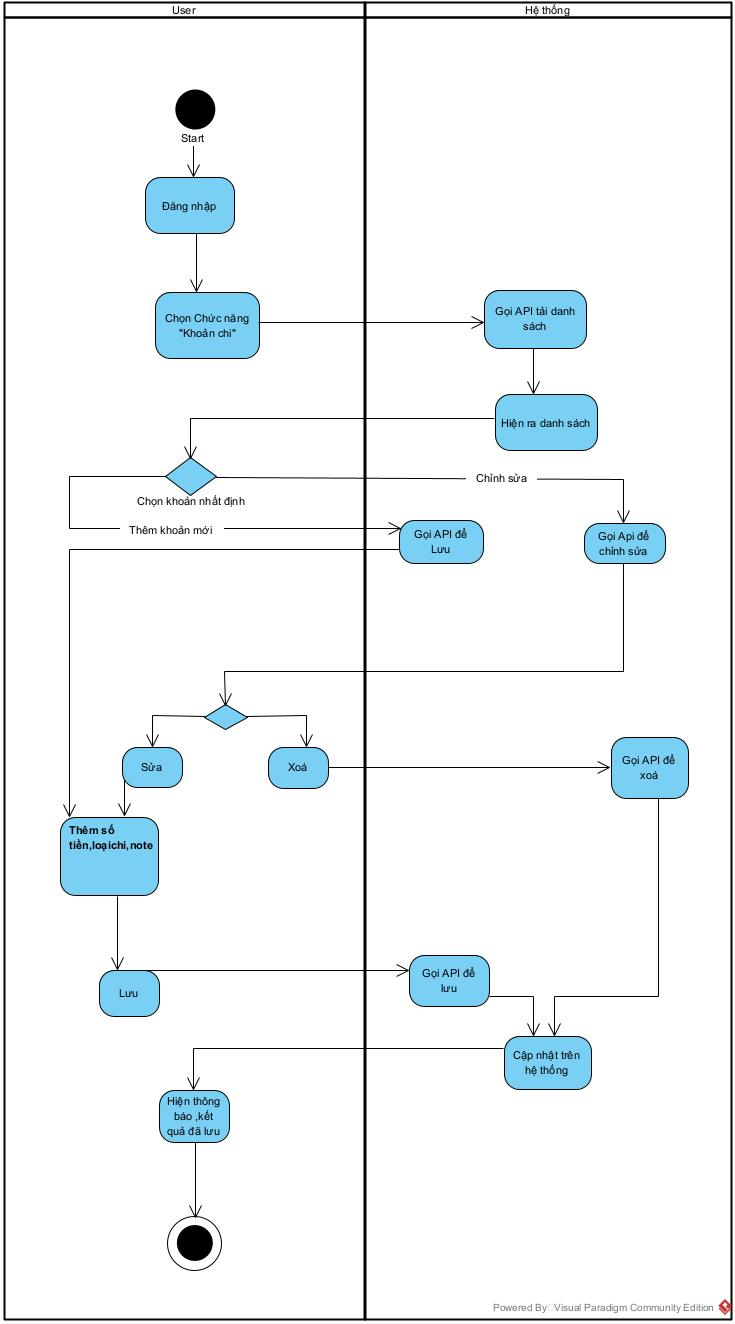 User
Hệ thống
Start
Đăng nhập
Chọn Chức năng
"Khoản chi"
Gọi API tải danh
sách
Hiện ra danh sách
Chỉnh sửa
Chọn khoản nhất định
Thêm khoản mới
Gọi API để
Lưu
Gọi Api để
chỉnh sửa
Sửa
Xoá
Gọi API để
xoá
Thêm số
tiền,loạichi,note
Lưu
Gọi API để
lưu
Cập nhật trên
hệ thống
Hiện thông
báo ,kết
quả đã lưu
Powered By Visual Paradigm Community Edition